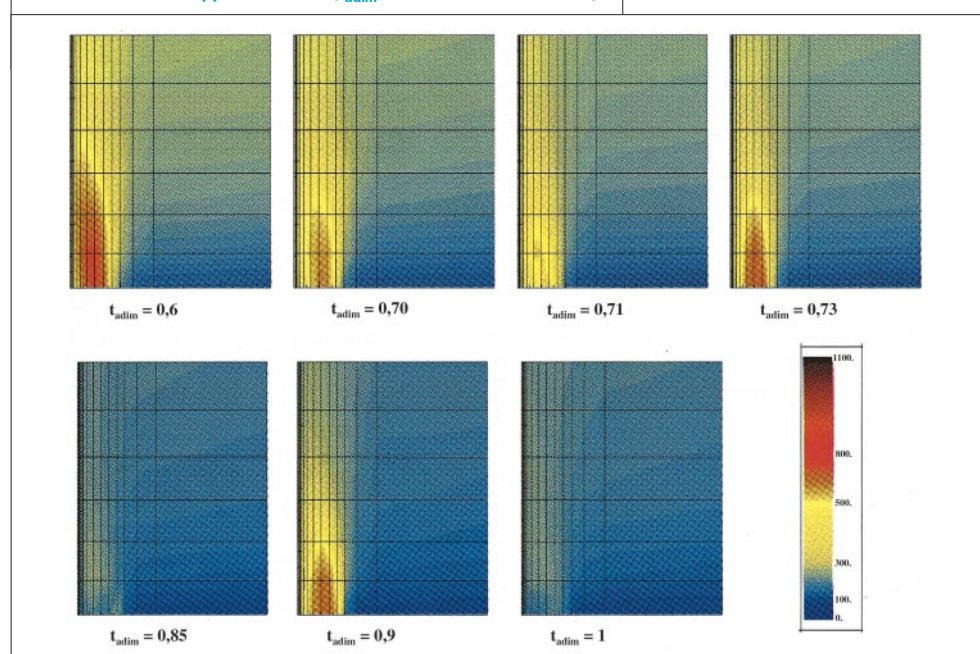 adim
t_adim = 0,6
t_adim = 0,70
t_adim = 0,71
t_adim = 0,73
1100.
800.
500.
300.
100.
0.
t_adim = 0,85
t_adim = 0,9
t_adim = 1